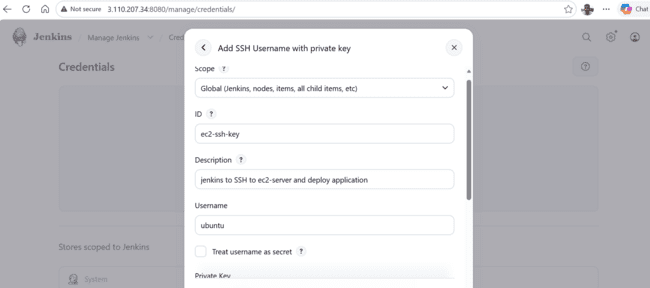 Not secure 3.110.207.34:8080/manage/credentials/
Chat
Jenkins Manage Jenkins
Add SSH Username with private key
Credentials
Scope ?
Global (Jenkins, nodes, items, all child items, etc)
ID ?
ec2-ssh-key
Description ?
jenkins to SSH to ec2-server and deploy application
Username
ubuntu
Treat username as secret ?
Stores scoped to Jenkins
Private Key
System